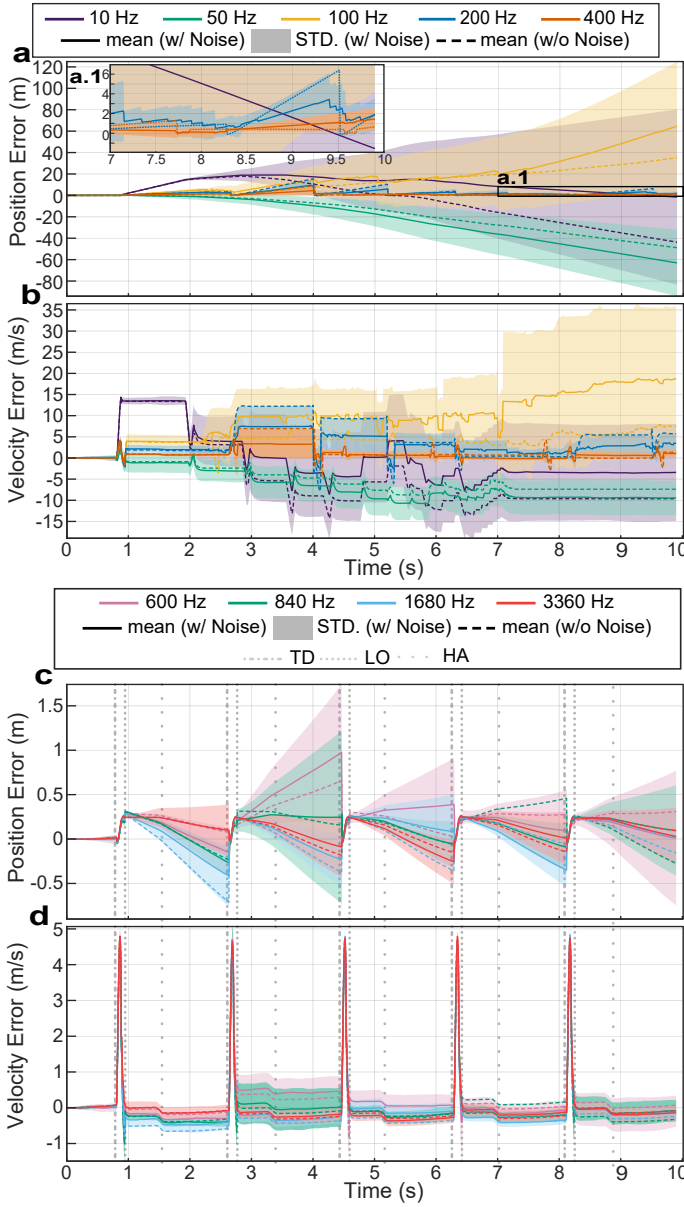 10 Hz 50 Hz 100 Hz 200 Hz 400 Hz
mean (w/ Noise) STD. (w/ Noise) mean (w/o Noise)
a
Position Error (m)
120
100
80
60
40
20
0
-20
-40
-60
-80
a.1
6
4
2
0
7 7.5 8 8.5 9 9.5 10
a.1
b
Velocity Error (m/s)
35
30
25
20
15
10
5
0
-5
-10
-15
0 1 2 3 4 5 6 7 8 9 10
Time (s)
600 Hz 840 Hz 1680 Hz 3360 Hz
mean (w/ Noise) STD. (w/ Noise) mean (w/o Noise)
TD LO HA
c
Position Error (m)
1.5
1
0.5
0
-0.5
d
Velocity Error (m/s)
5
4
3
2
1
0
-1
0 1 2 3 4 5 6 7 8 9 10
Time (s)